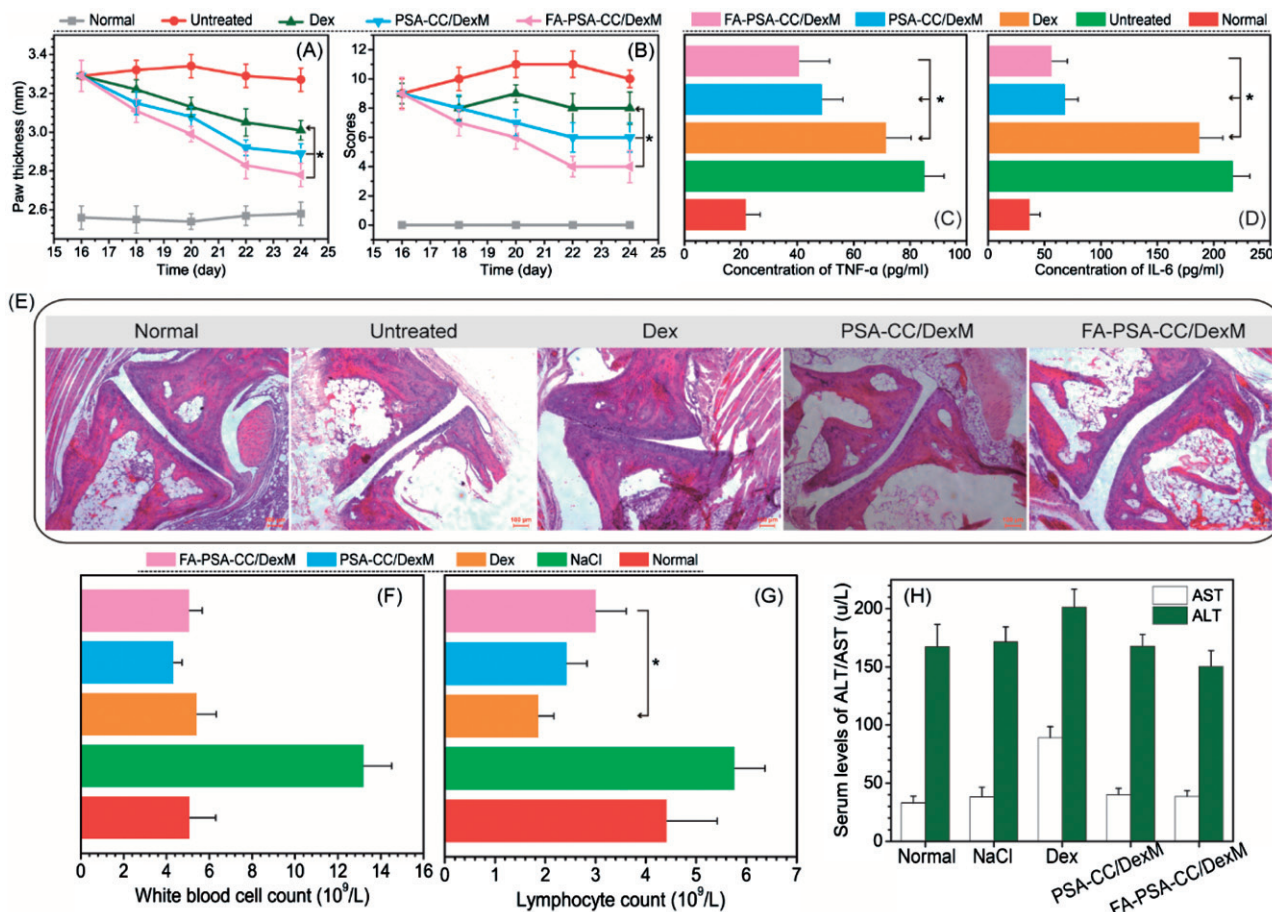 Normal Untreated Dex PSA-CC/DexM FA-PSA-CC/DexM
FA-PSA-CC/DexM PSA-CC/DexM Dex Untreated Normal
(A)
Paw thickness (mm)
3.4
3.2
3.0
2.8
2.6
*
15 16 17 18 19 20 21 22 23 24 25
Time (day)
(B)
Scores
12
10
8
6
4
2
0
*
15 16 17 18 19 20 21 22 23 24 25
Time (day)
*
(C)
0 20 40 60 80 100
Concentration of TNF-α (pg/ml)
*
(D)
0 50 100 150 200 250
Concentration of IL-6 (pg/ml)
(E)
Normal Untreated Dex PSA-CC/DexM FA-PSA-CC/DexM
100 μm
FA-PSA-CC/DexM PSA-CC/DexM Dex NaCl Normal
(F)
0 2 4 6 8 10 12 14 16
White blood cell count (10⁹/L)
(G)
*
0 1 2 3 4 5 6 7
Lymphocyte count (10⁹/L)
(H)
AST
ALT
Serum levels of ALT/AST (u/L)
200
150
100
50
0
Normal NaCl Dex PSA-CC/DexM FA-PSA-CC/DexM